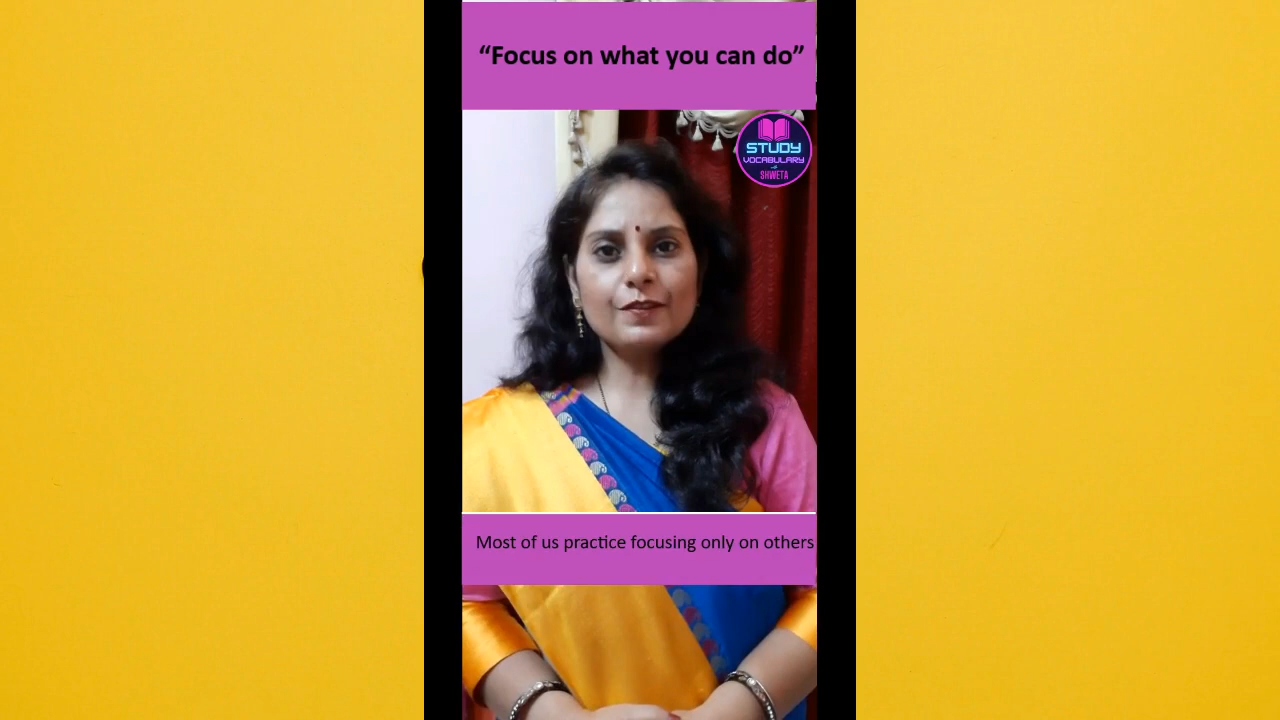 “Focus on what you can do”
STUDY
VOCABULARY
SHWETA
Most of us practice focusing only on others